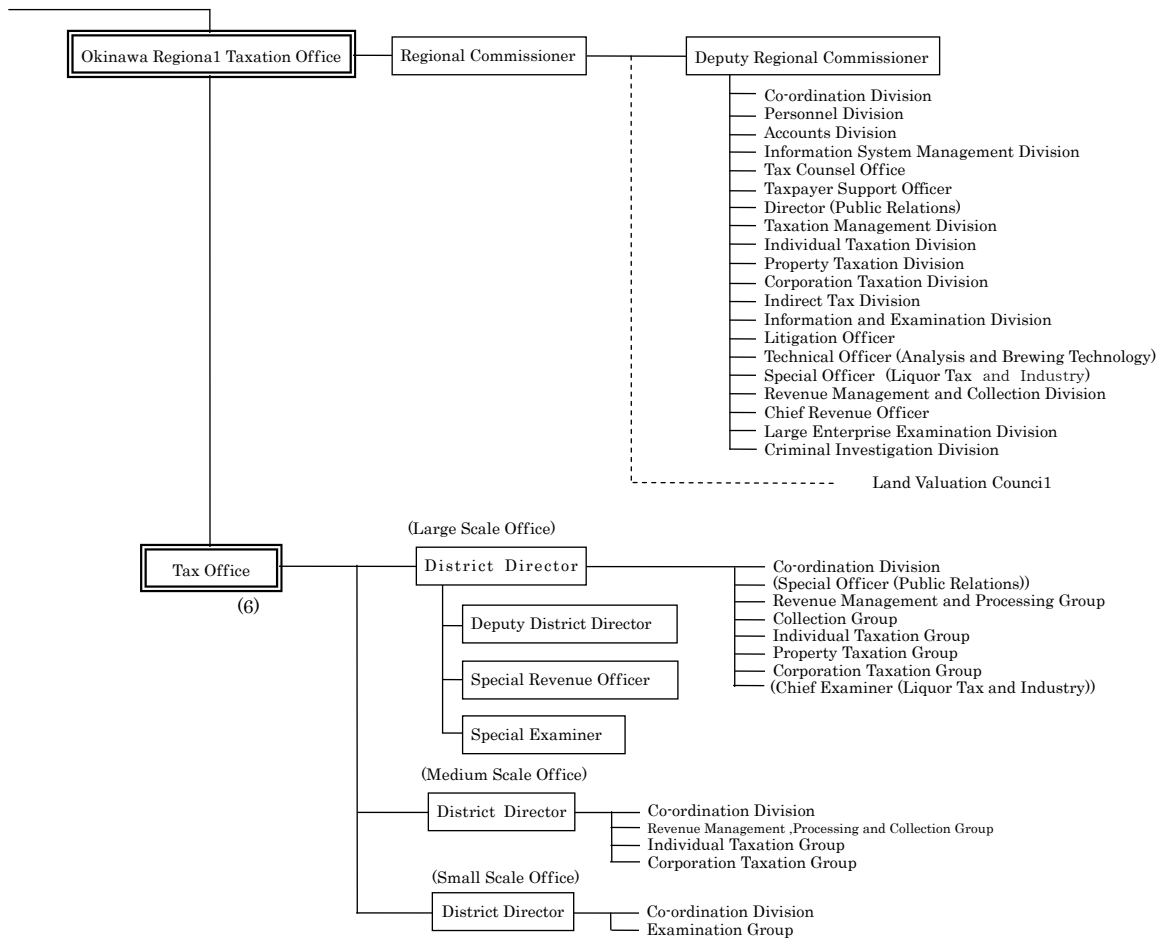 Okinawa Regiona1 Taxation Office
Regional Commissioner
Deputy Regional Commissioner
Co-ordination Division
Personnel Division
Accounts Division
Information System Management Division
Tax Counsel Office
Taxpayer Support Officer
Director (Public Relations)
Taxation Management Division
Individual Taxation Division
Property Taxation Division
Corporation Taxation Division
Indirect Tax Division
Information and Examination Division
Litigation Officer
Technical Officer (Analysis and Brewing Technology)
Special Officer (Liquor Tax and Industry)
Revenue Management and Collection Division
Chief Revenue Officer
Large Enterprise Examination Division
Criminal Investigation Division
Land Valuation Counci1
Tax Office
(6)
(Large Scale Office)
District Director
Deputy District Director
Special Revenue Officer
Special Examiner
Co-ordination Division
(Special Officer (Public Relations))
Revenue Management and Processing Group
Collection Group
Individual Taxation Group
Property Taxation Group
Corporation Taxation Group
(Chief Examiner (Liquor Tax and Industry))
(Medium Scale Office)
District Director
Co-ordination Division
Revenue Management ,Processing and Collection Group
Individual Taxation Group
Corporation Taxation Group
(Small Scale Office)
District Director
Co-ordination Division
Examination Group